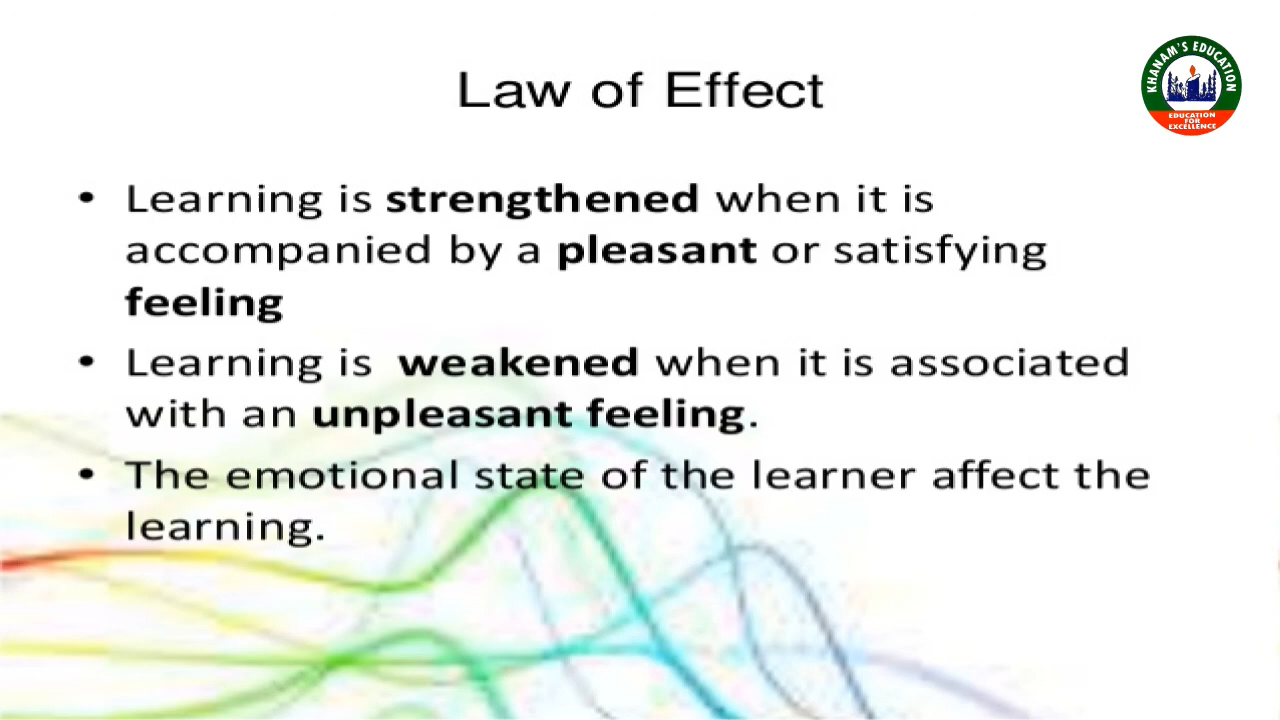 Law of Effect
KHANAM'S EDUCATION
EDUCATION
FOR
EXCELLENCE
• Learning is strengthened when it is
accompanied by a pleasant or satisfying
feeling
• Learning is weakened when it is associated
with an unpleasant feeling.
• The emotional state of the learner affect the
learning.